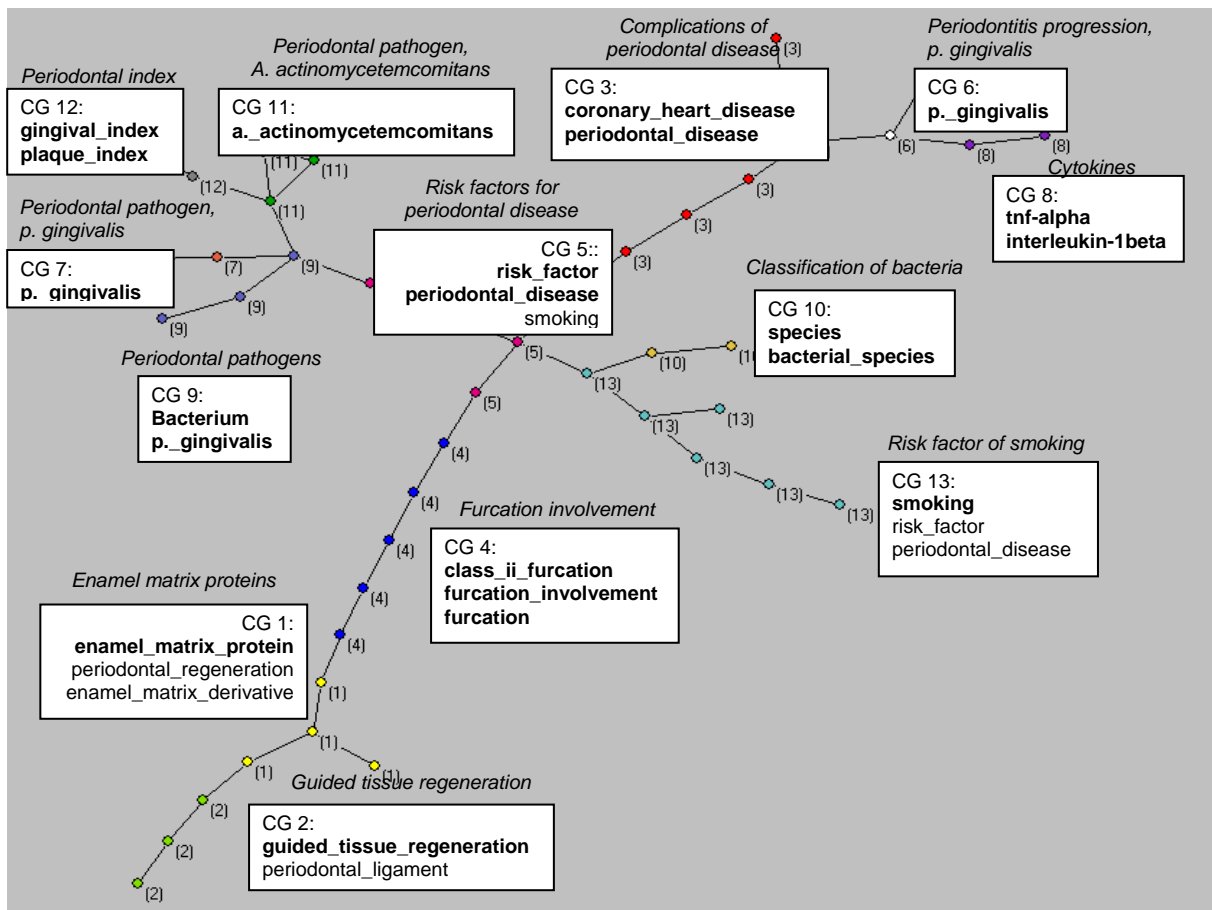 Complications of
periodontal disease
(3)
Periodontitis progression,
p. gingivalis
Periodontal pathogen,
A. actinomycetemcomitans
Periodontal index
CG 12:
gingival_index
plaque_index
CG 11:
a._actinomycetemcomitans
CG 3:
coronary_heart_disease
periodontal_disease
CG 6:
p._gingivalis
(6)
(8)
(8)
(11)
(11)
(12)
(11)
Cytokines
CG 8:
tnf-alpha
interleukin-1beta
Risk factors for
periodontal disease
(3)
(3)
(3)
Periodontal pathogen,
p. gingivalis
CG 7:
p._gingivalis
(7)
(9)
(9)
(9)
CG 5::
risk_factor
periodontal_disease
smoking
(5)
(5)
Classification of bacteria
CG 10:
species
bacterial_species
(10)
(13)
(13)
(13)
(13)
(13)
(13)
Periodontal pathogens
CG 9:
Bacterium
p._gingivalis
Risk factor of smoking
CG 13:
smoking
risk_factor
periodontal_disease
(4)
(4)
(4)
(4)
(4)
Furcation involvement
CG 4:
class_ii_furcation
furcation_involvement
furcation
Enamel matrix proteins
CG 1:
enamel_matrix_protein
periodontal_regeneration
enamel_matrix_derivative
(1)
(1)
(1)
(1)
Guided tissue regeneration
CG 2:
guided_tissue_regeneration
periodontal_ligament
(2)
(2)
(2)